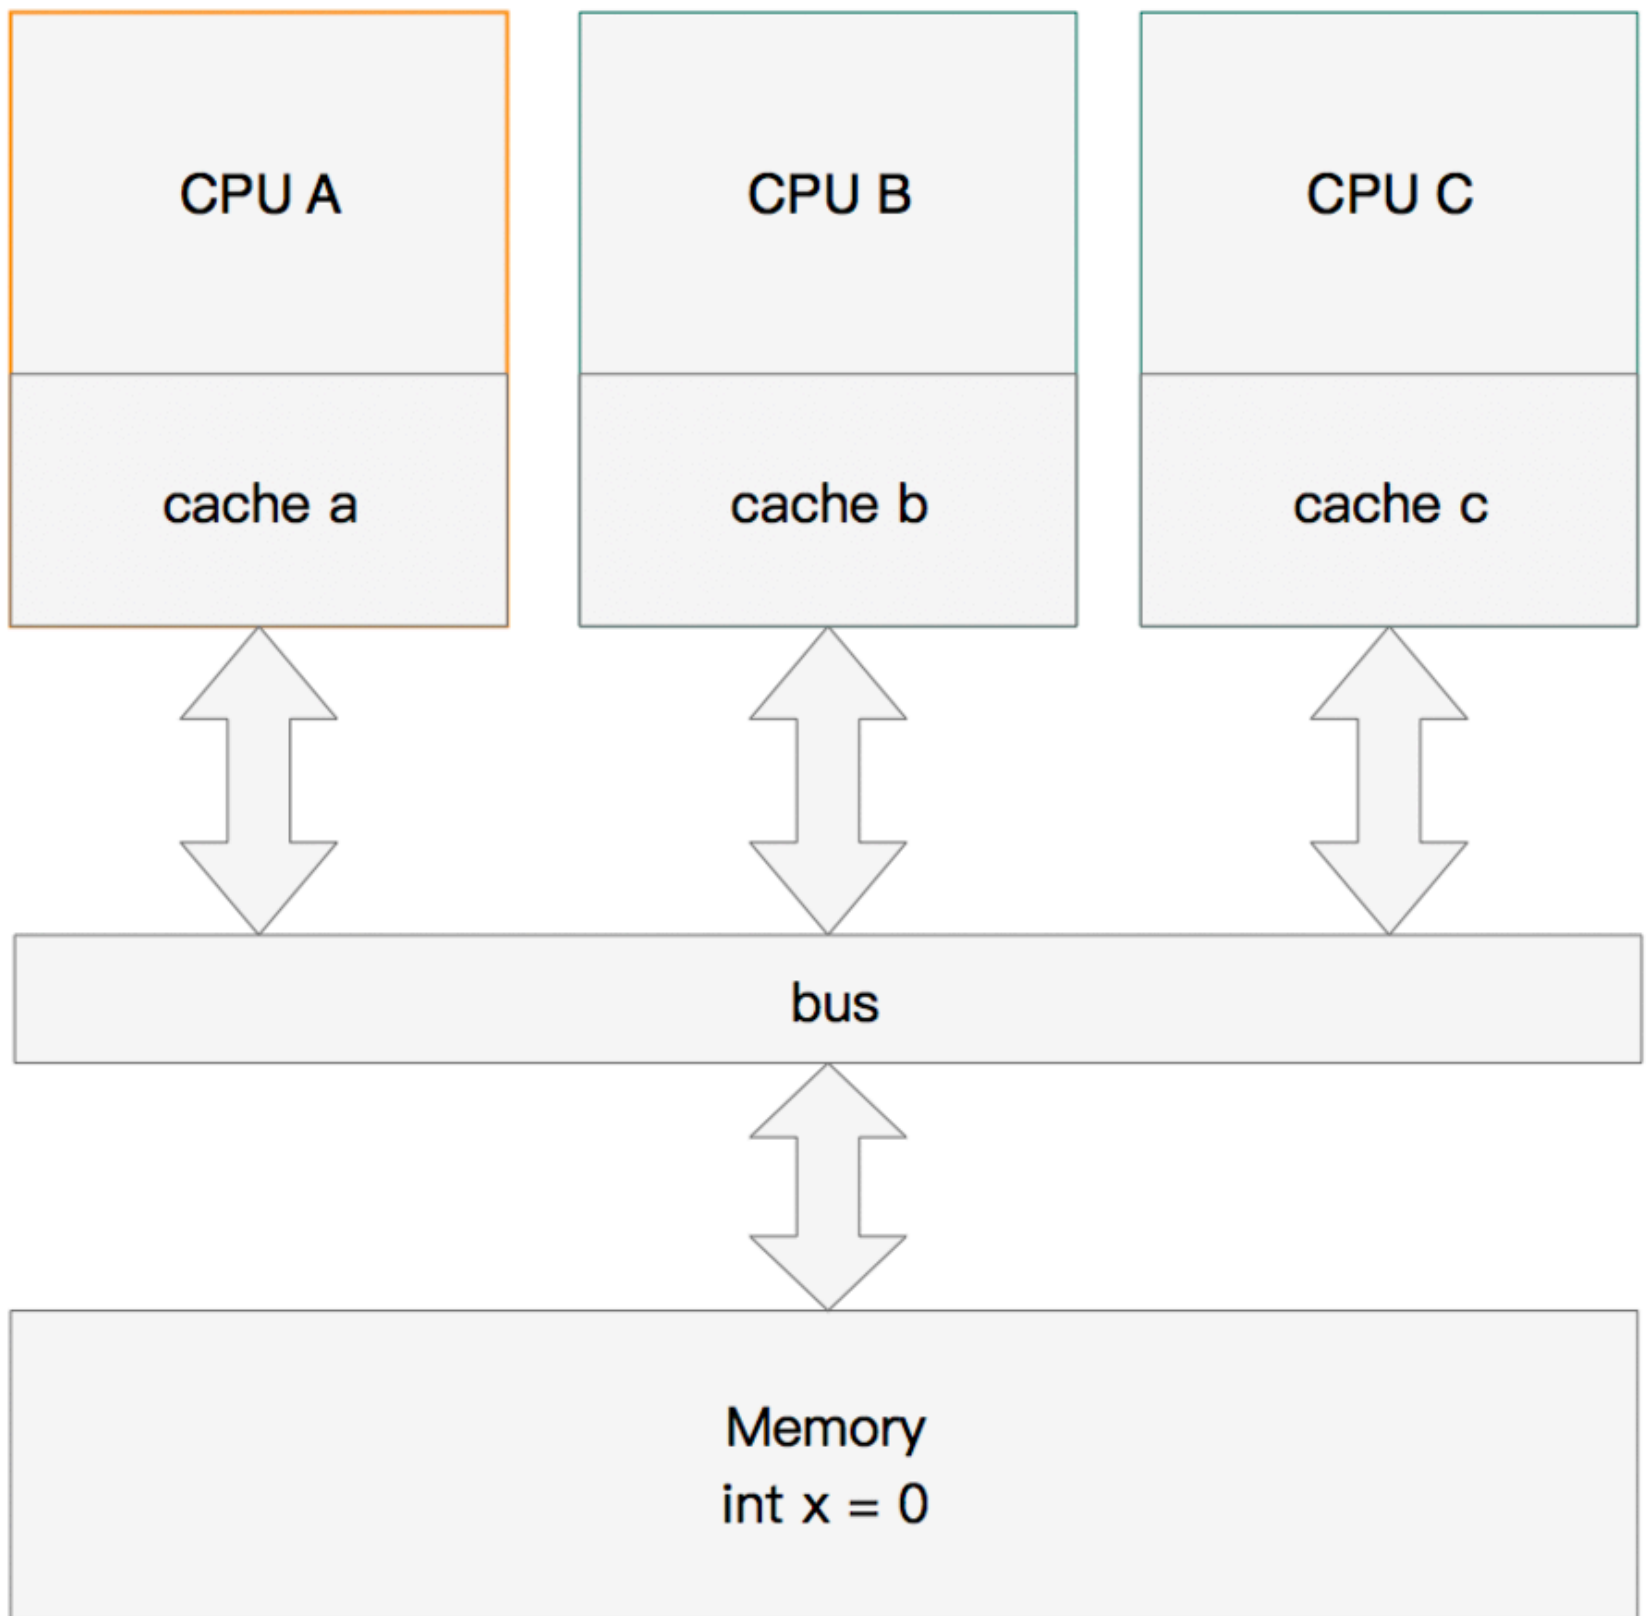 CPU A
CPU B
CPU C
cache a
cache b
cache c
bus
Memory
int x = 0